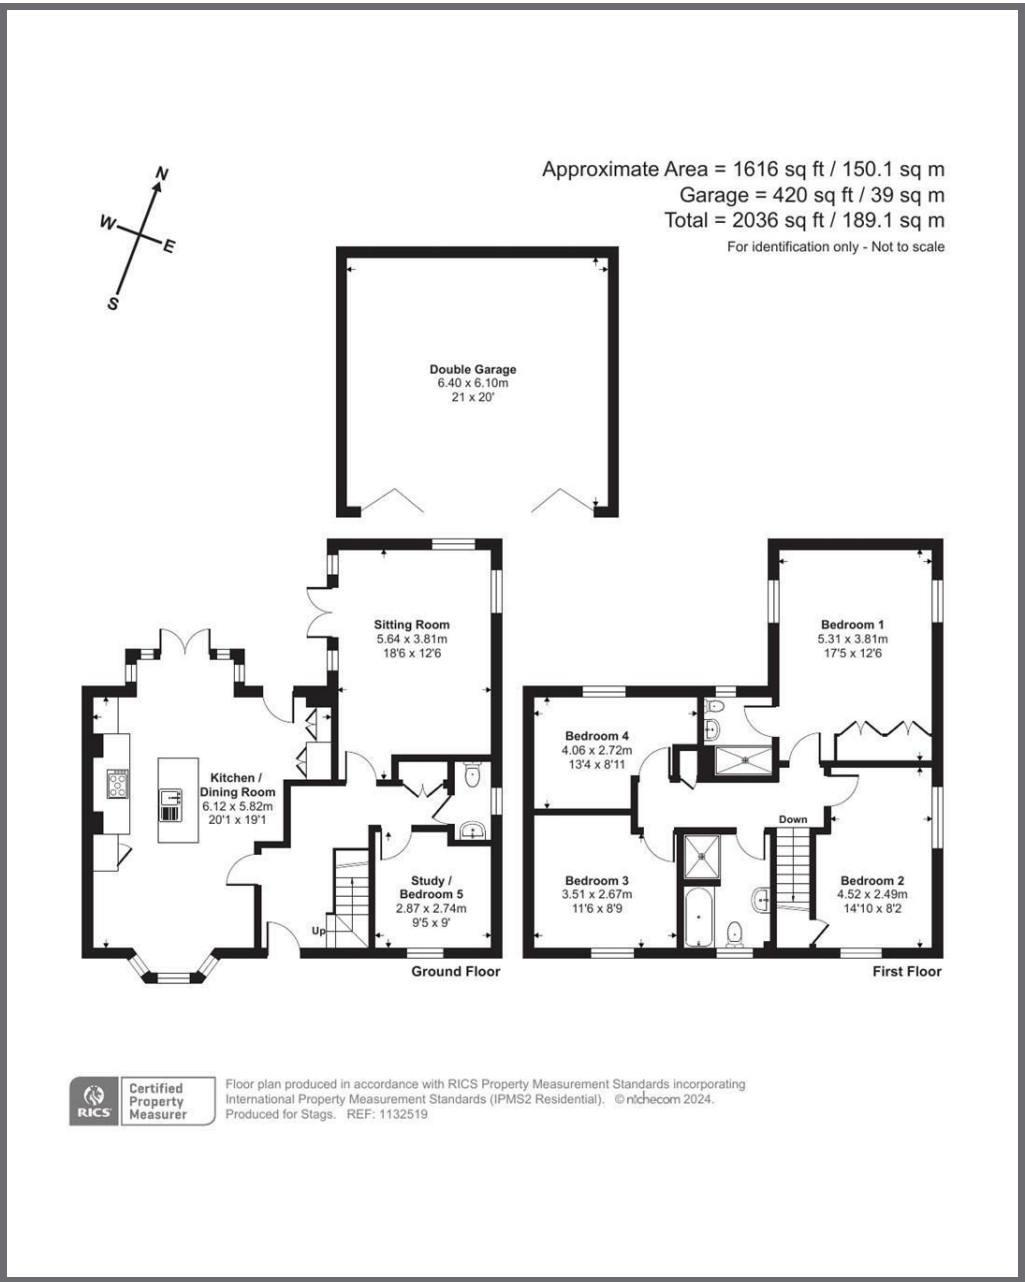 N
W
E
S
Approximate Area = 1616 sq ft / 150.1 sq m
Garage = 420 sq ft / 39 sq m
Total = 2036 sq ft / 189.1 sq m
For identification only - Not to scale
Double Garage
6.40 x 6.10m
21 x 20'
Sitting Room
5.64 x 3.81m
18'6 x 12'6
Kitchen /
Dining Room
6.12 x 5.82m
20'1 x 19'1
Study /
Bedroom 5
2.87 x 2.74m
9'5 x 9'
Up
Ground Floor
Bedroom 1
5.31 x 3.81m
17'5 x 12'6
Bedroom 4
4.06 x 2.72m
13'4 x 8'11
Down
Bedroom 3
3.51 x 2.67m
11'6 x 8'9
Bedroom 2
4.52 x 2.49m
14'10 x 8'2
First Floor
RICS
Certified
Property
Measurer
Floor plan produced in accordance with RICS Property Measurement Standards incorporating
International Property Measurement Standards (IPMS2 Residential). © nichecom 2024.
Produced for Stags. REF: 1132519